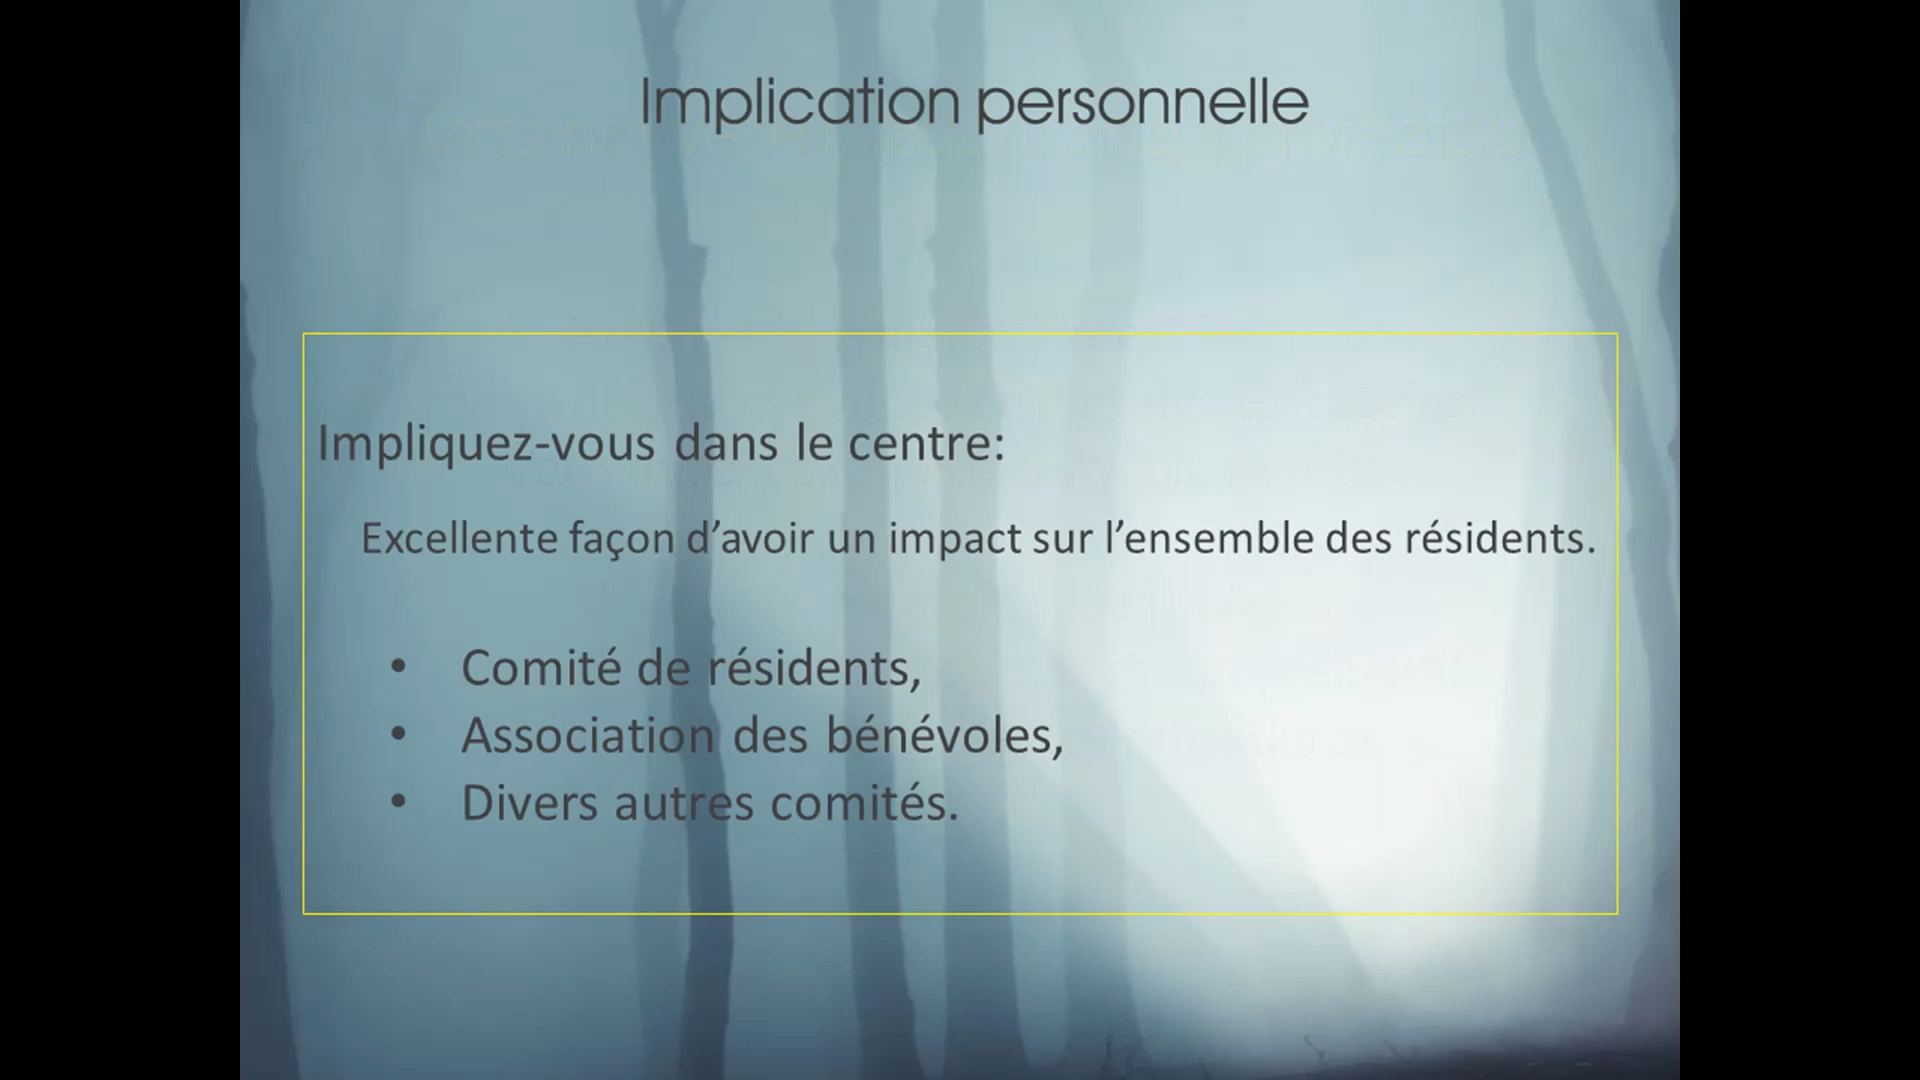 Implication personnelle
Impliquez-vous dans le centre:
Excellente façon d’avoir un impact sur l’ensemble des résidents.
• Comité de résidents,
• Association des bénévoles,
• Divers autres comités.